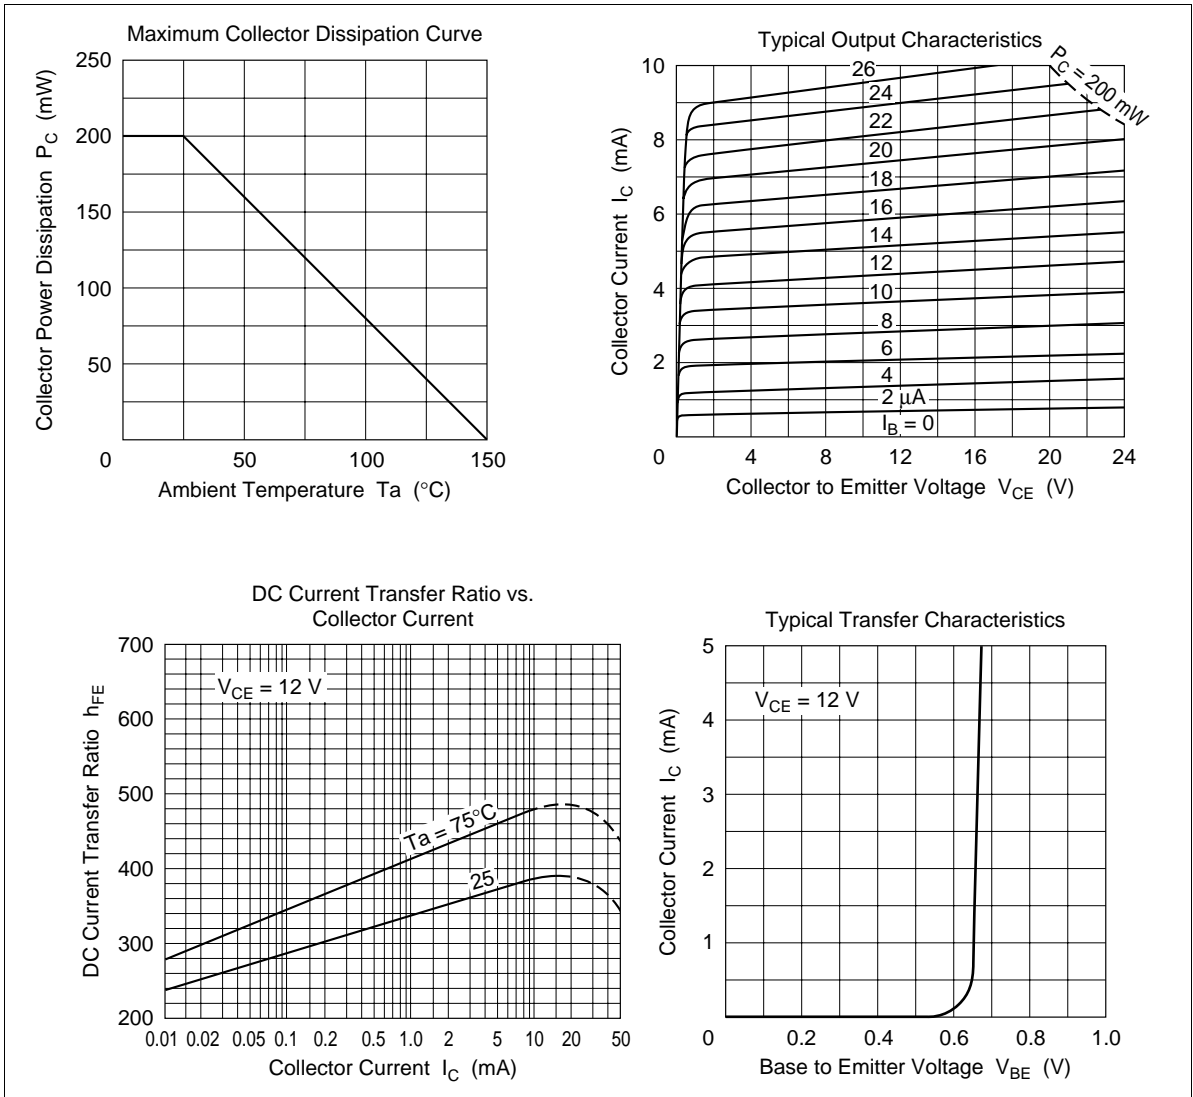 Maximum Collector Dissipation Curve
250
200
150
100
50
0
50
100
150
Collector Power Dissipation P_C (mW)
Ambient Temperature Ta (°C)
Typical Output Characteristics
10
8
6
4
2
0
4
8
12
16
20
24
Collector Current I_C (mA)
Collector to Emitter Voltage V_CE (V)
P_C = 200 mW
26
24
22
20
18
16
14
12
10
8
6
4
2 μA
I_B = 0
DC Current Transfer Ratio vs.
Collector Current
700
600
500
400
300
200
0.01 0.02 0.05 0.1 0.2 0.5 1.0 2 5 10 20 50
DC Current Transfer Ratio h_FE
Collector Current I_C (mA)
V_CE = 12 V
Ta = 75°C
25
Typical Transfer Characteristics
5
4
3
2
1
0
0.2
0.4
0.6
0.8
1.0
Collector Current I_C (mA)
Base to Emitter Voltage V_BE (V)
V_CE = 12 V